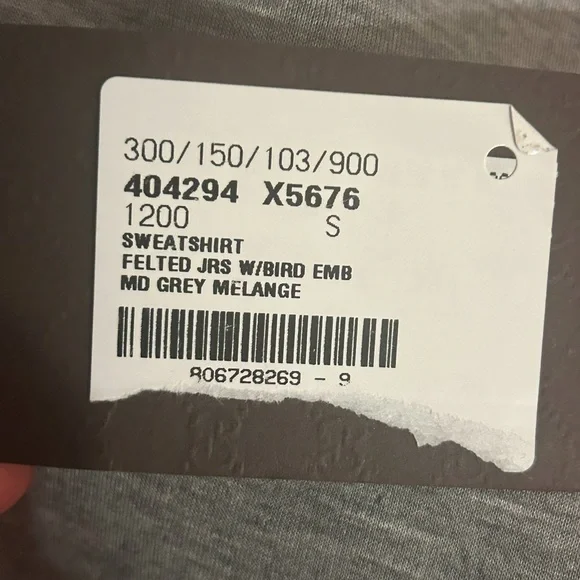 300/150/103/900
404294 X5676
1200 S
SWEATSHIRT
FELTED JRS W/BIRD EMB
MD GREY MELANGE
806728269 - 9